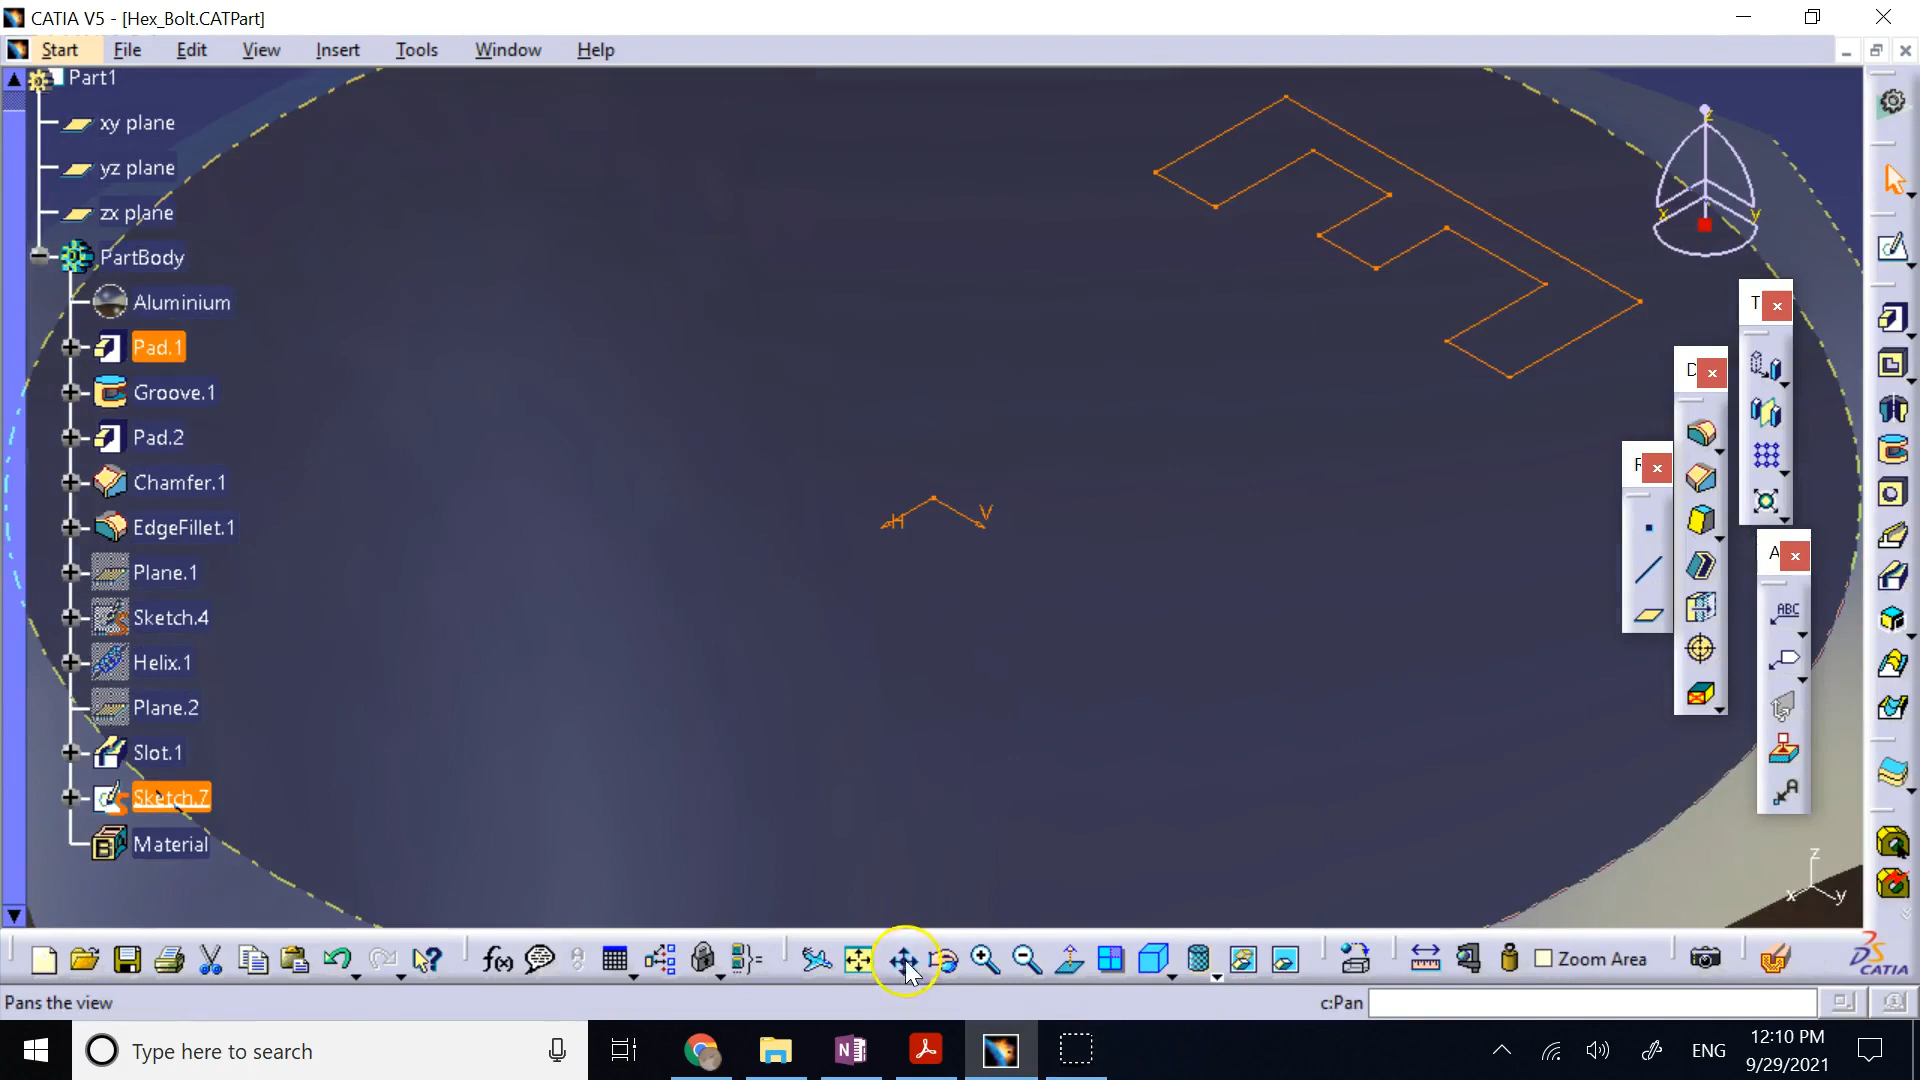 CATIA V5 - [Hex_Bolt.CATPart]
Start File Edit View Insert Tools Window Help
Part1
xy plane
yz plane
zx plane
PartBody
Aluminium
Pad.1
Groove.1
Pad.2
Chamfer.1
EdgeFillet.1
Plane.1
Sketch.4
Helix.1
Plane.2
Slot.1
Sketch.7
Material
H V
z
x y
T
D
R
A
ABC
z
x y
f(x)
Zoom Area
CATIA
Pans the view
c:Pan
Type here to search
ENG
12:10 PM
9/29/2021